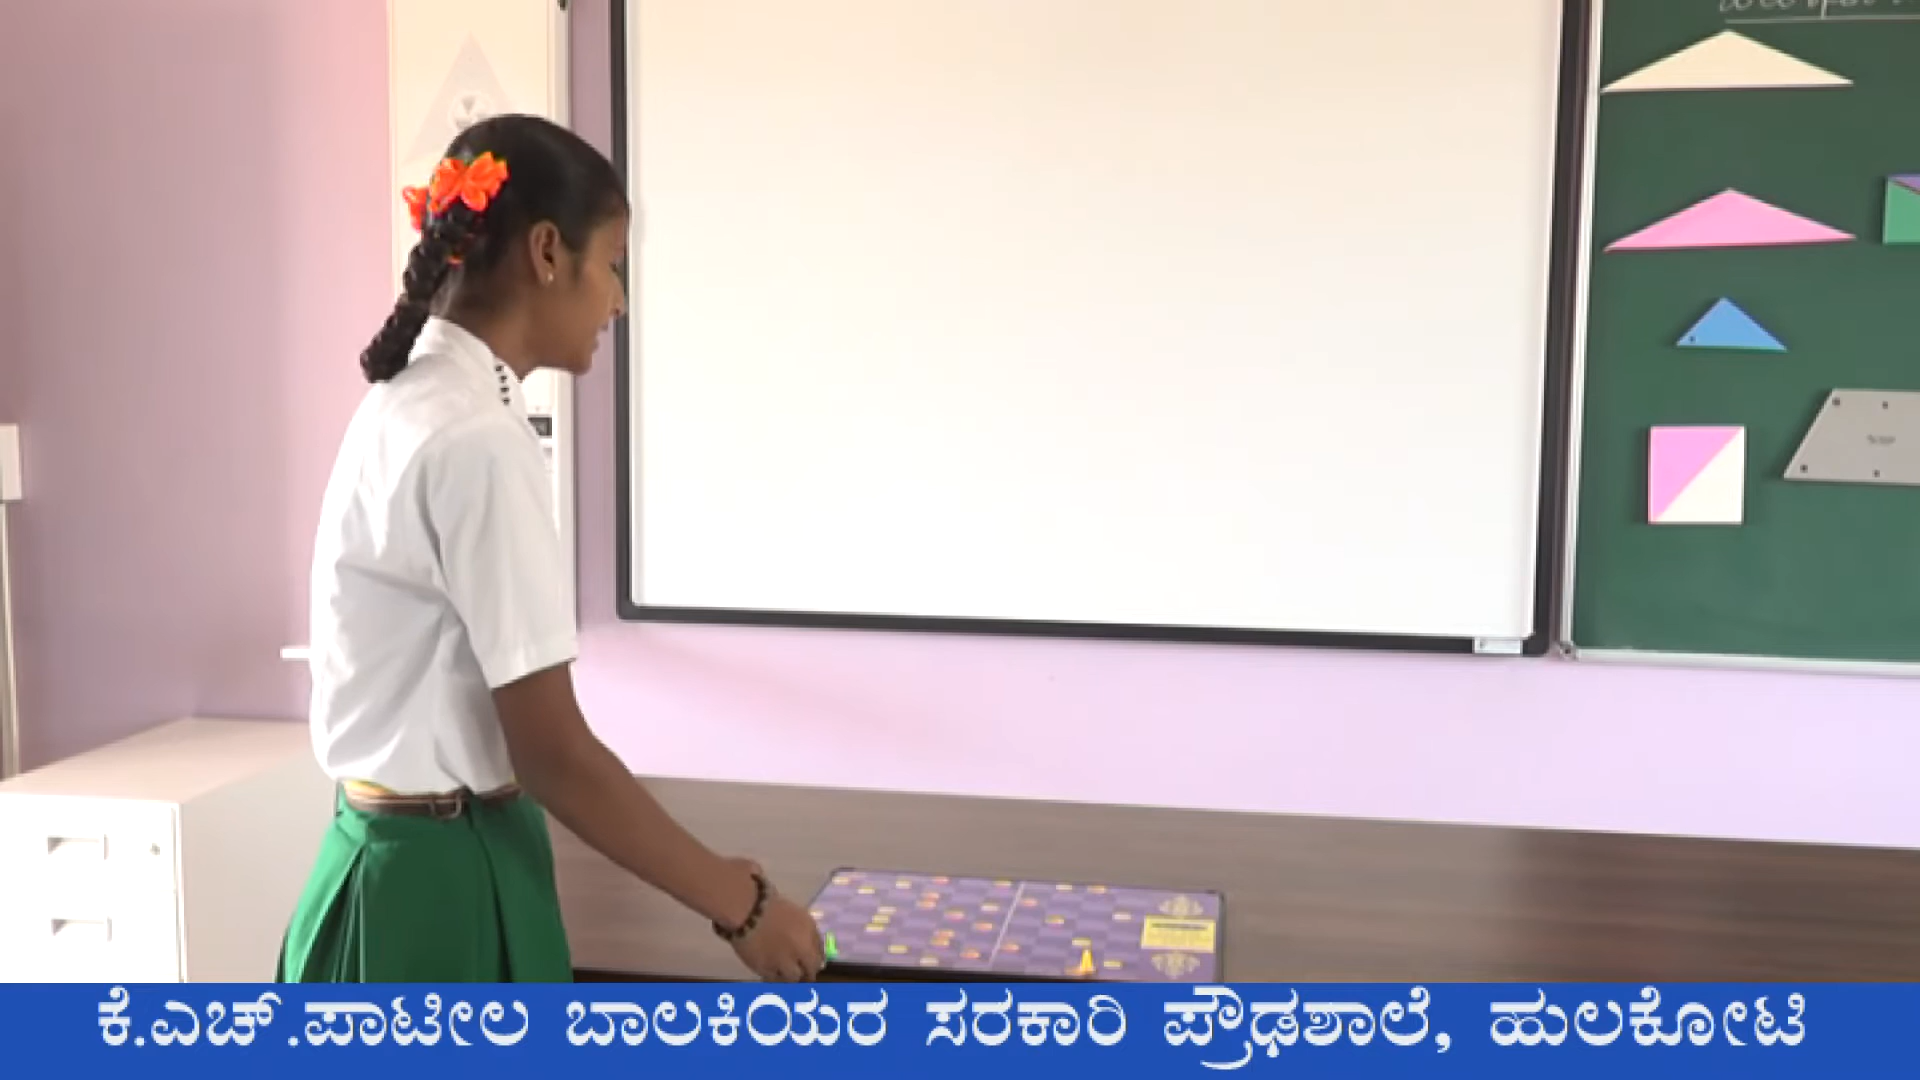 ಕೆ.ಎಚ್.ಪಾಟೀಲ ಬಾಲಕಿಯರ ಸರಕಾರಿ ಪ್ರೌಢಶಾಲೆ, ಹುಲಕೋಟಿ